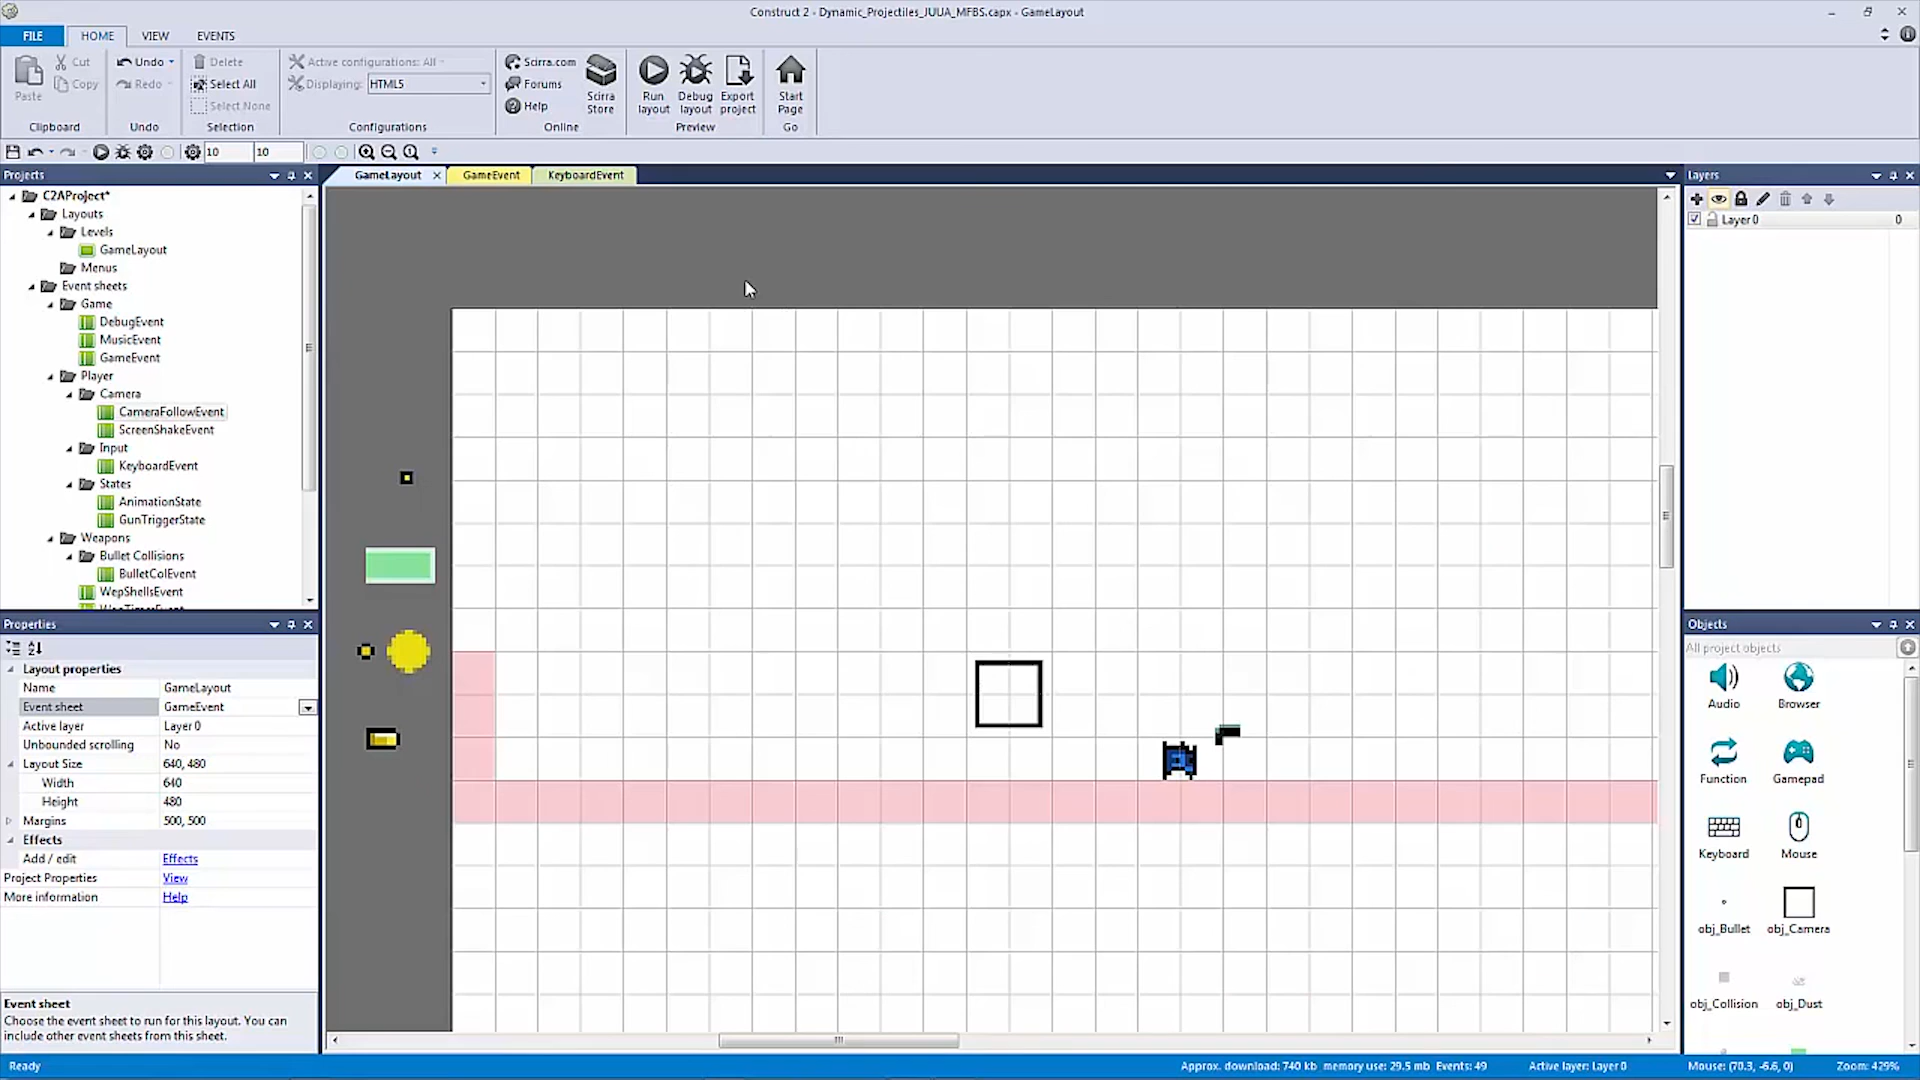 Construct 2 - Dynamic_Projectiles_JUUA_MFBS.capx - GameLayout
FILE HOME VIEW EVENTS
Paste Cut Copy Clipboard
Undo Redo Undo
Delete Select All Select None Selection
Active configurations: All
Displaying: HTML5
Configurations
Scirra.com Forums Help Scirra Store Online
Run layout Debug layout Export project Preview
Start Page Go
10 10
Projects
C2AProject*
Layouts
Levels
GameLayout
Menus
Event sheets
Game
DebugEvent
MusicEvent
GameEvent
Player
Camera
CameraFollowEvent
ScreenShakeEvent
Input
KeyboardEvent
States
AnimationState
GunTriggerState
Weapons
Bullet Collisions
BulletColEvent
WepShellsEvent
GameLayout GameEvent KeyboardEvent
Properties
Layout properties
Name GameLayout
Event sheet GameEvent
Active layer Layer 0
Unbounded scrolling No
Layout Size 640, 480
Width 640
Height 480
Margins 500, 500
Effects
Add / edit Effects
Project Properties View
More information Help
Event sheet
Choose the event sheet to run for this layout. You can
include other event sheets from this sheet.
Layers
Layer 0 0
Objects
All project objects
Audio Browser
Function Gamepad
Keyboard Mouse
obj_Bullet obj_Camera
obj_Collision obj_Dust
Ready Approx. download: 740 kb memory use: 29.5 mb Events: 49 Active layer: Layer 0 Mouse: (70.3, -6.6, 0) Zoom: 429%